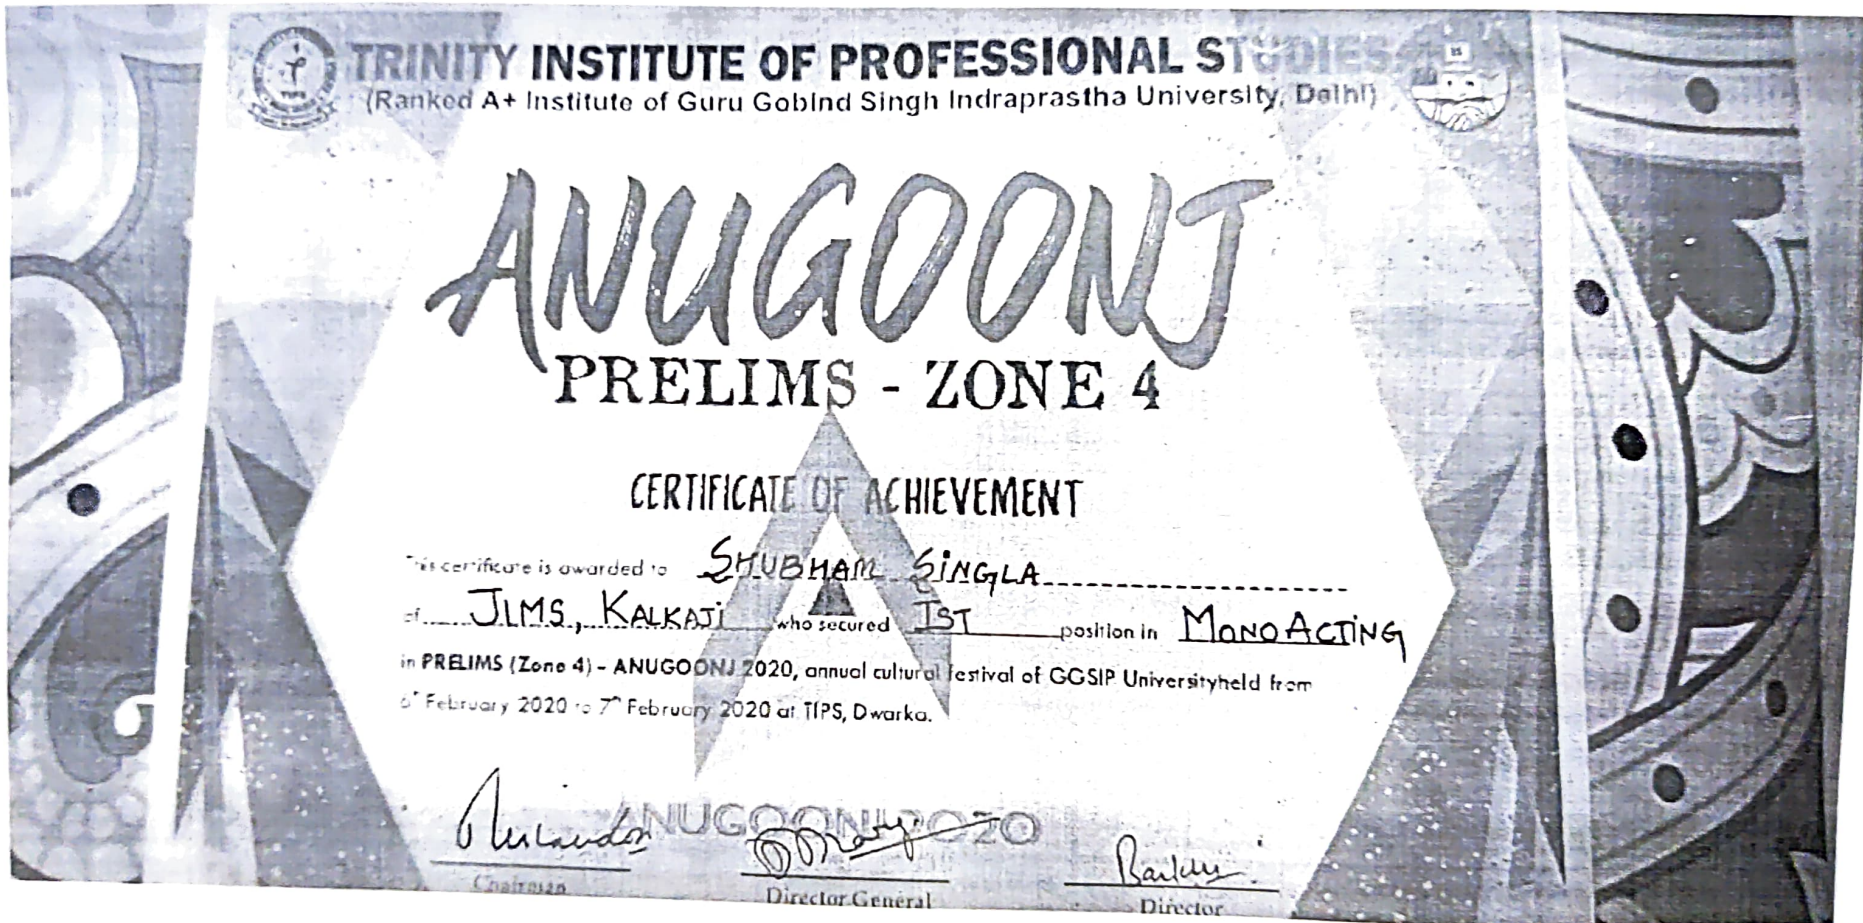 TRINITY INSTITUTE OF PROFESSIONAL STUDIES
(Ranked A+ Institute of Guru Gobind Singh Indraprastha University, Delhi)
ANUGOONJ
PRELIMS - ZONE 4
CERTIFICATE OF ACHIEVEMENT
This certificate is awarded to SHUBHAM SINGLA
of JIMS, KALKAJI who secured IST position in MONO ACTING
in PRELIMS (Zone 4) - ANUGOONJ 2020, annual cultural festival of GGSIP Universityheld from
6th February 2020 to 7th February 2020 at TIPS, Dwarka.
ANUGOONJ 2020
Chairman Director General Director